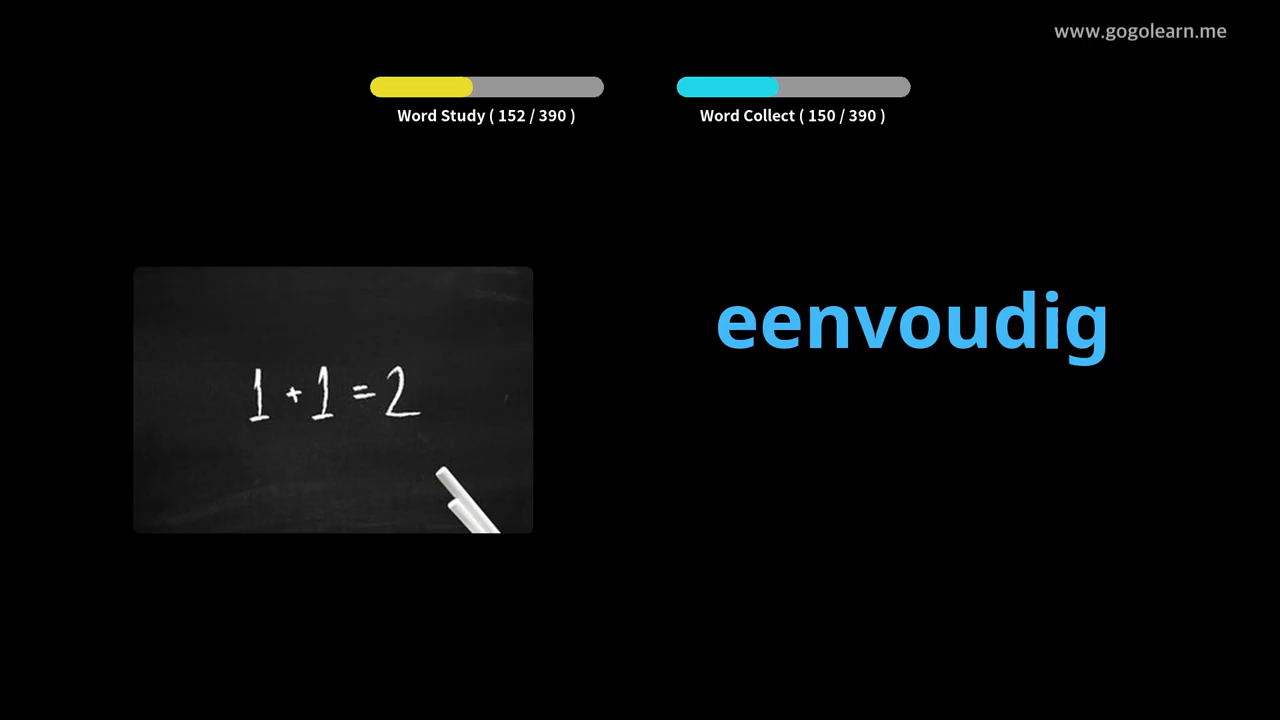 www.gogolearn.me
Word Study ( 152 / 390 )
Word Collect ( 150 / 390 )
eenvoudig
1 + 1 = 2